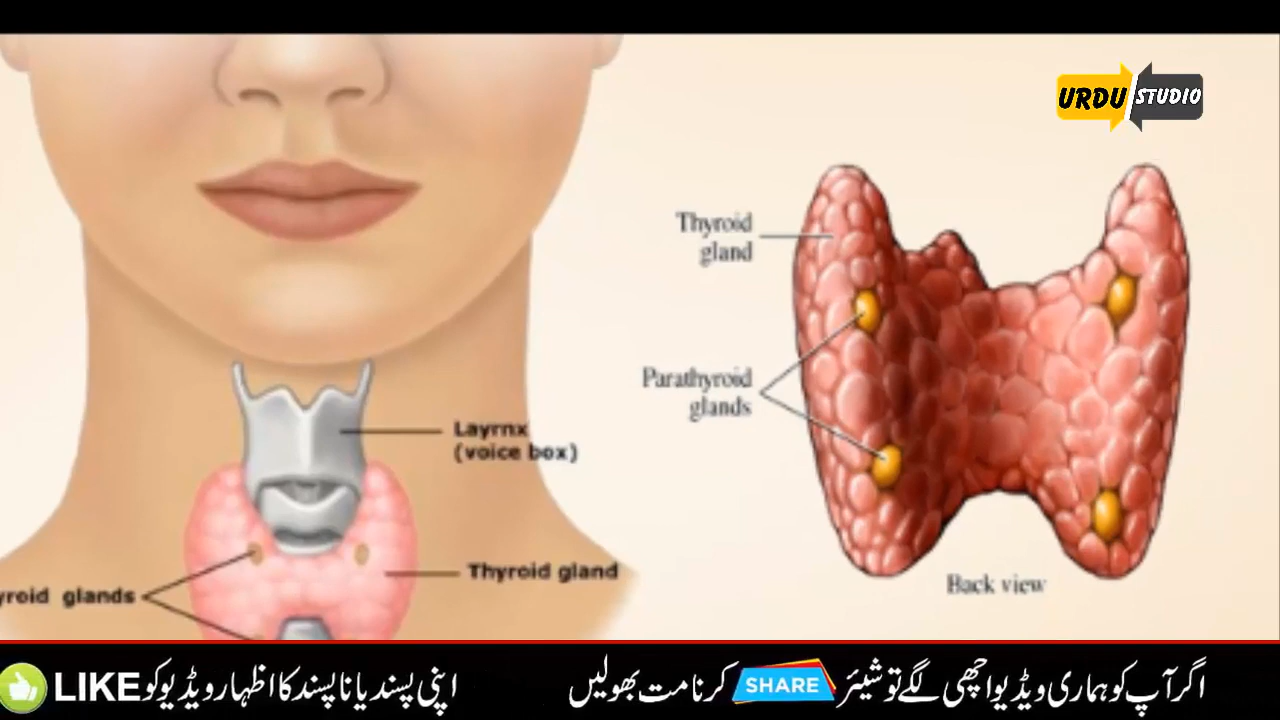 URDU STUDIO
Thyroid
gland
Parathyroid
glands
Layrnx
(voice box)
Thyroid gland
yroid glands
Back view
اگر آپ کو ہماری ویڈیو اچھی لگے تو شیئر SHARE کرنا مت بھولیں
اپنی پسند یا ناپسند کا اظہار ویڈیو کو LIKE